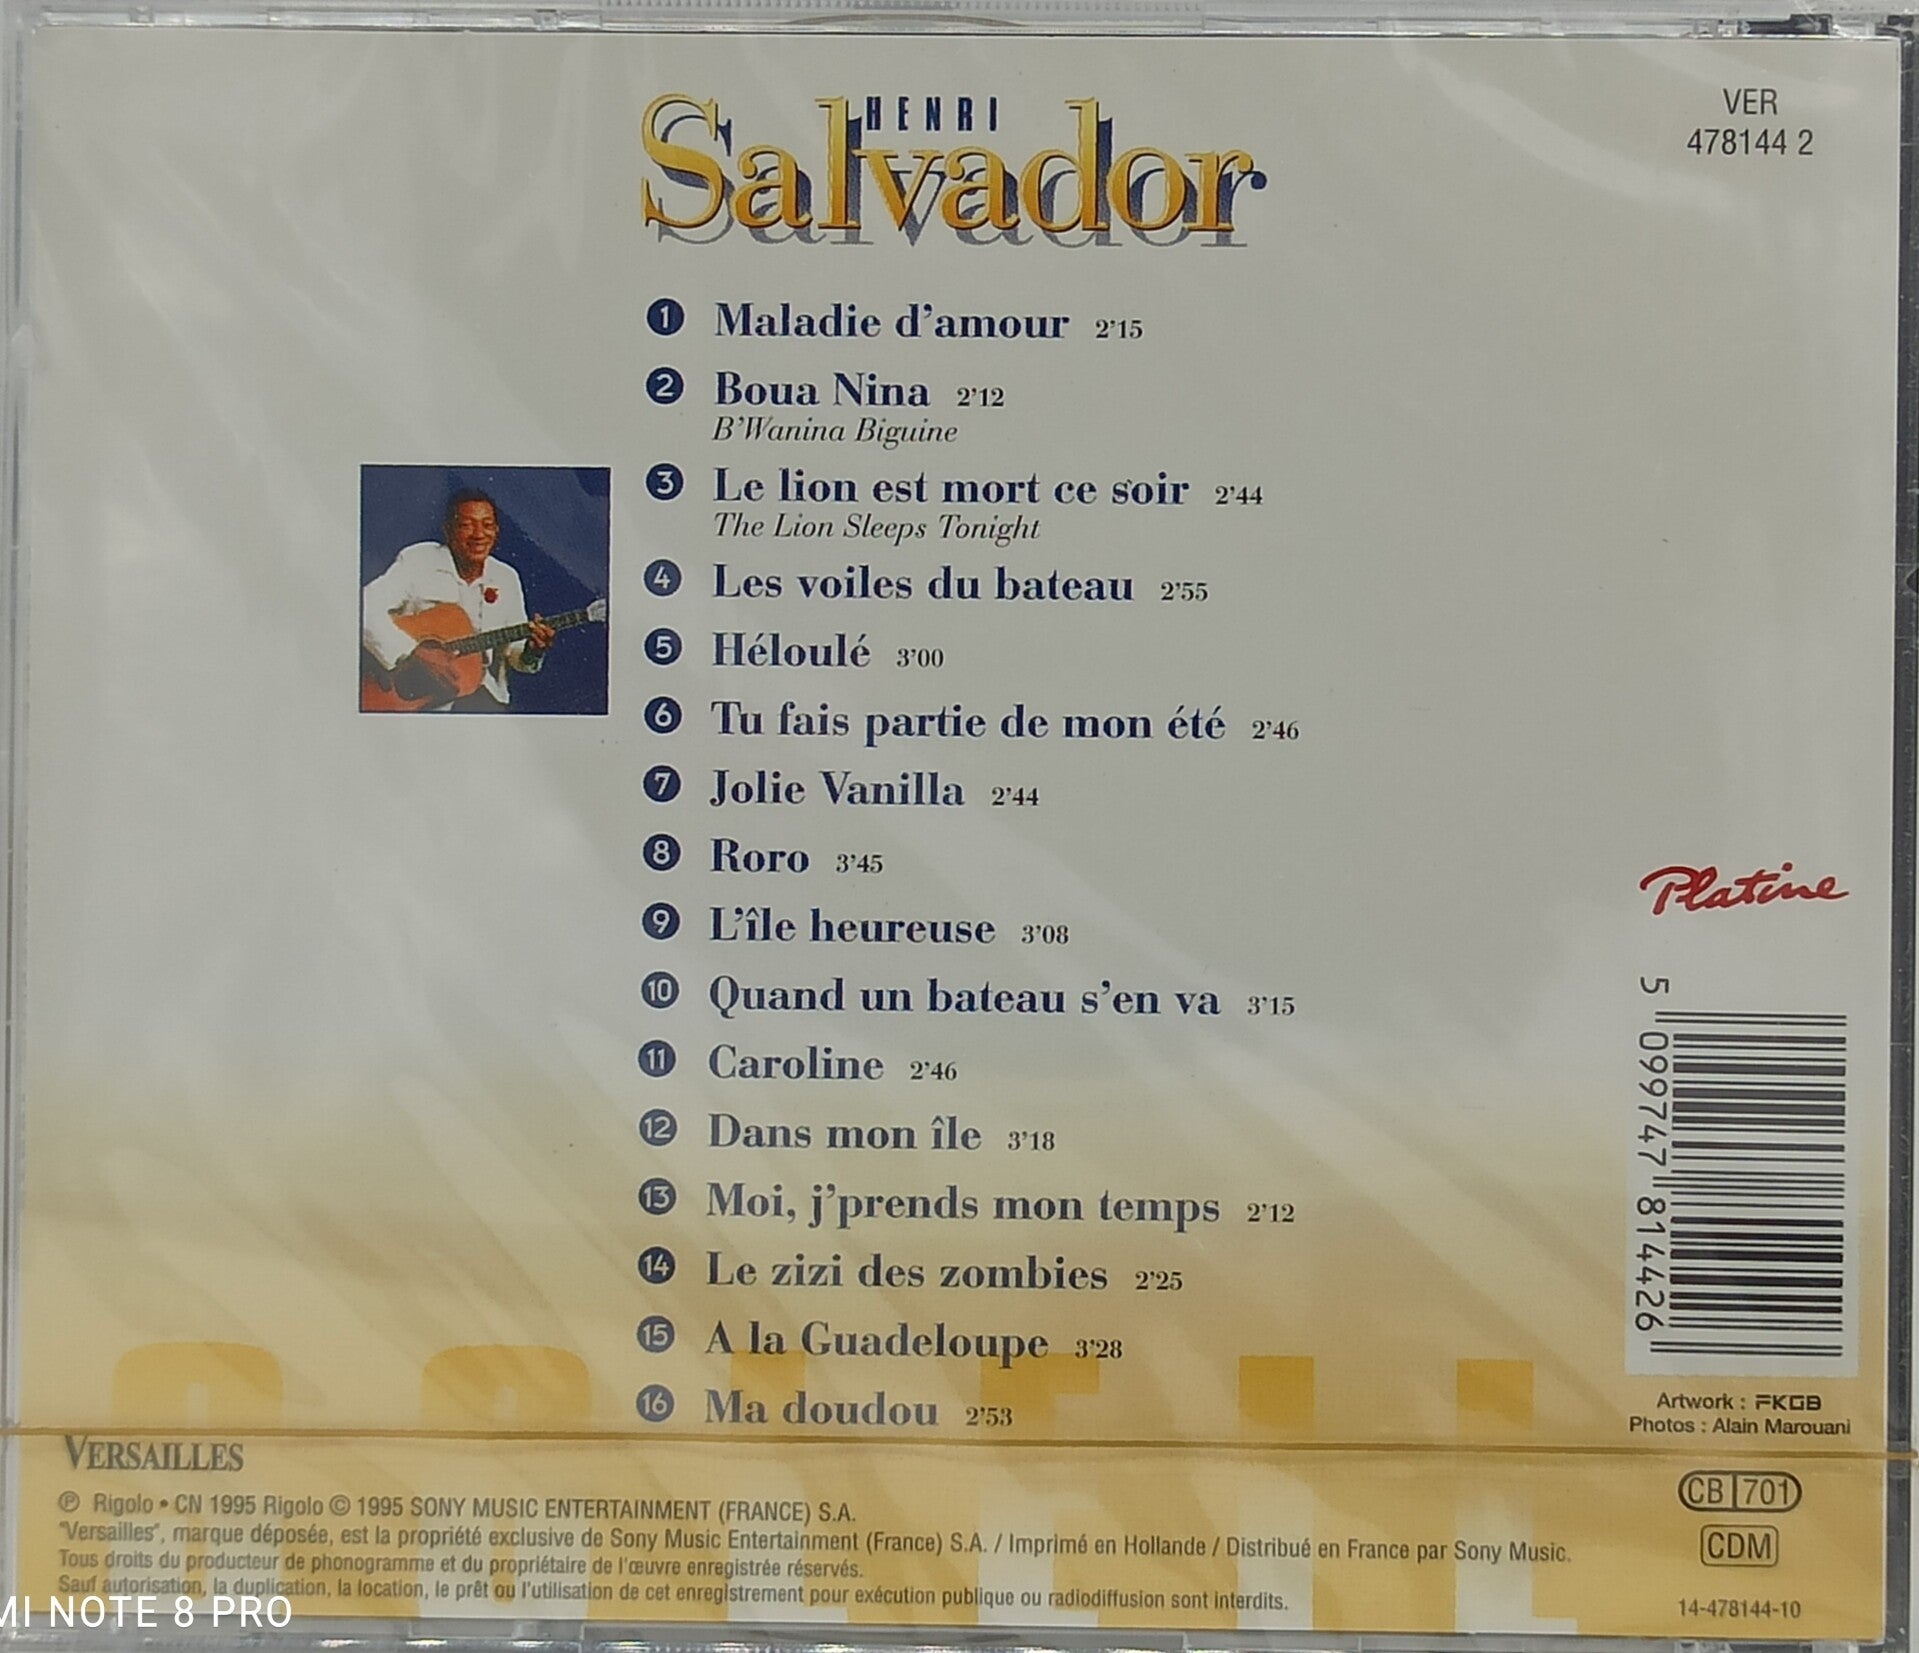 HENRI
Salvador
VER
478144 2
1 Maladie d'amour 2'15
2 Boua Nina 2'12
B'Wanina Biguine
3 Le lion est mort ce soir 2'44
The Lion Sleeps Tonight
4 Les voiles du bateau 2'55
5 Héloulé 3'00
6 Tu fais partie de mon été 2'46
7 Jolie Vanilla 2'44
8 Roro 3'45
9 L'île heureuse 3'08
10 Quand un bateau s'en va 3'15
11 Caroline 2'46
12 Dans mon île 3'18
13 Moi, j'prends mon temps 2'12
14 Le zizi des zombies 2'25
15 A la Guadeloupe 3'28
16 Ma doudou 2'53
Platine
5 099747 814426
Artwork : FKGB
Photos : Alain Marouani
VERSAILLES
℗ Rigolo • CN 1995 Rigolo © 1995 SONY MUSIC ENTERTAINMENT (FRANCE) S.A.
"Versailles", marque déposée, est la propriété exclusive de Sony Music Entertainment (France) S.A. / Imprimé en Hollande / Distribué en France par Sony Music.
Tous droits du producteur de phonogramme et du propriétaire de l'œuvre enregistrée réservés.
Sauf autorisation, la duplication, la location, le prêt ou l'utilisation de cet enregistrement pour exécution publique ou radiodiffusion sont interdits.
CB 701
CDM
14-478144-10
MI NOTE 8 PRO